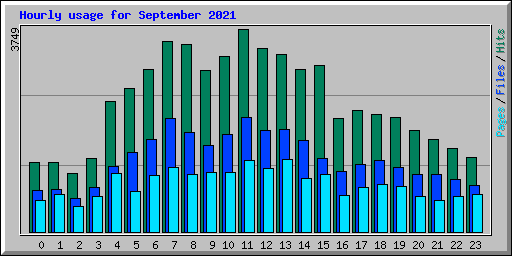 Hourly usage for September 2021
3749
Pages / Files / Hits
0 1 2 3 4 5 6 7 8 9 10 11 12 13 14 15 16 17 18 19 20 21 22 23